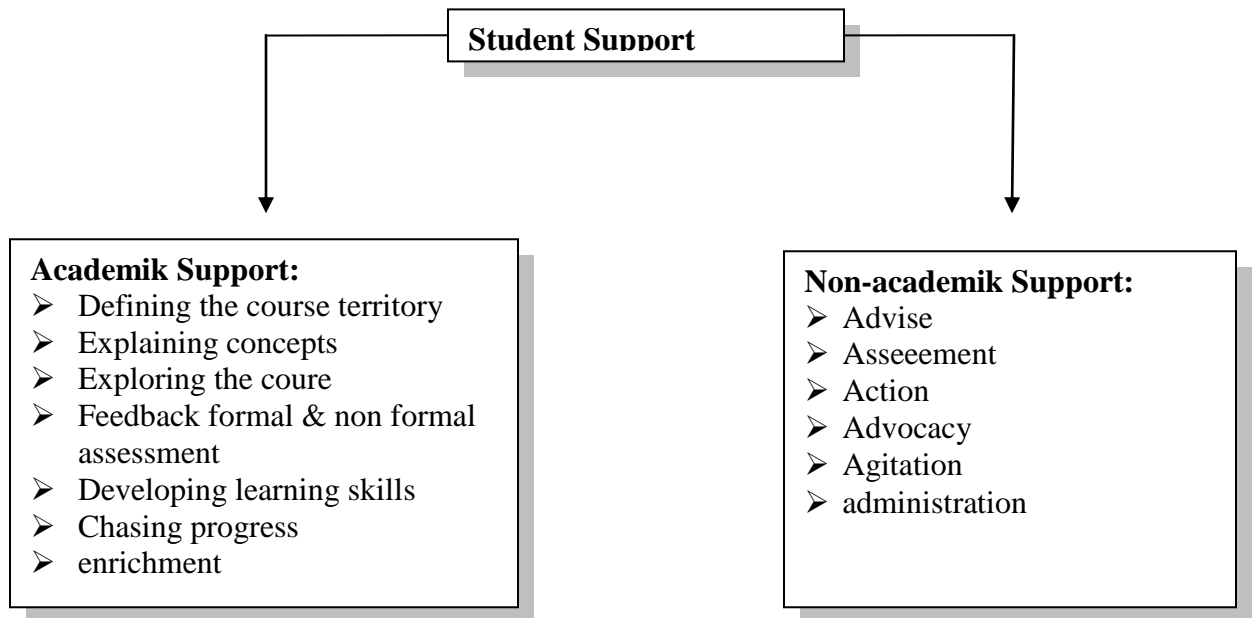 Student Support
Academik Support:
➢ Defining the course territory
➢ Explaining concepts
➢ Exploring the coure
➢ Feedback formal & non formal
assessment
➢ Developing learning skills
➢ Chasing progress
➢ enrichment
Non-academik Support:
➢ Advise
➢ Asseeement
➢ Action
➢ Advocacy
➢ Agitation
➢ administration